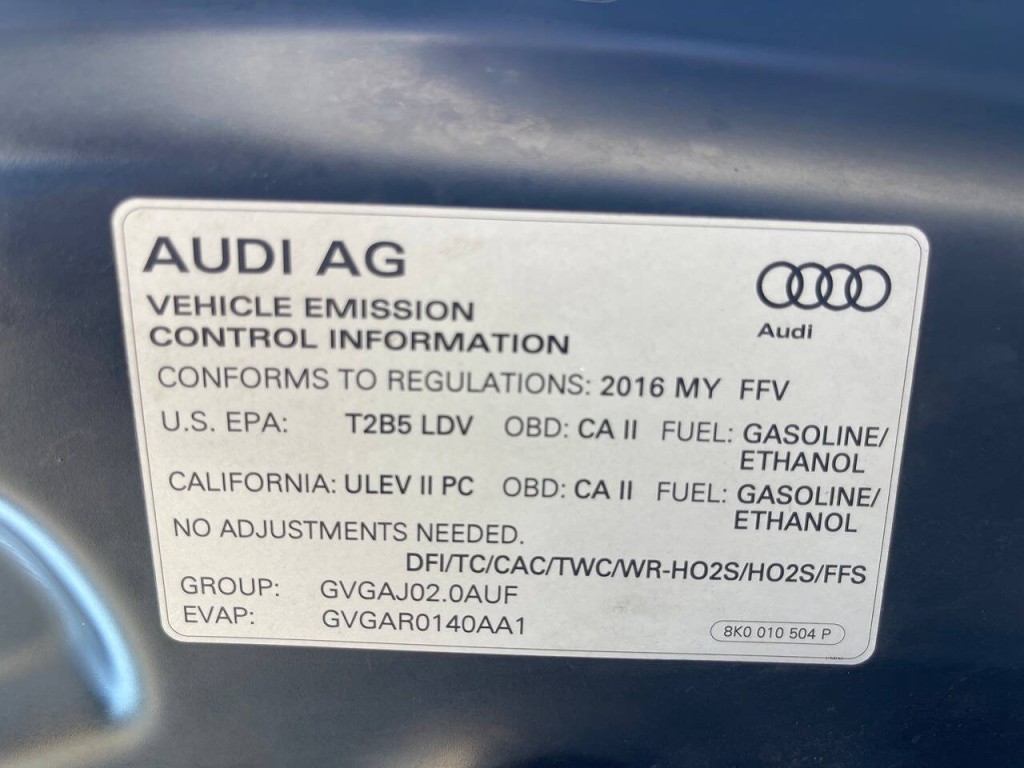 AUDI AG
Audi
VEHICLE EMISSION
CONTROL INFORMATION
CONFORMS TO REGULATIONS: 2016 MY FFV
U.S. EPA: T2B5 LDV OBD: CA II FUEL: GASOLINE/
ETHANOL
CALIFORNIA: ULEV II PC OBD: CA II FUEL: GASOLINE/
ETHANOL
NO ADJUSTMENTS NEEDED.
DFI/TC/CAC/TWC/WR-HO2S/HO2S/FFS
GROUP: GVGAJ02.0AUF
EVAP: GVGAR0140AA1
8K0 010 504 P